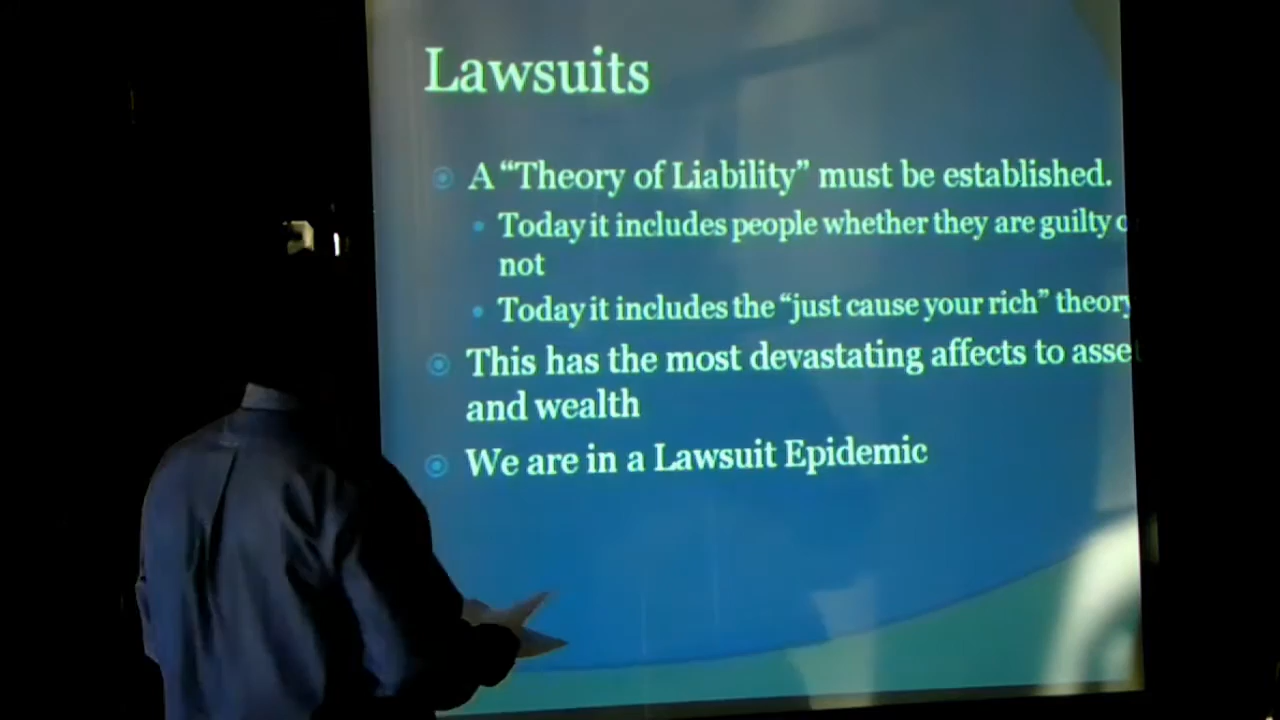 Lawsuits
A “Theory of Liability” must be established.
Today it includes people whether they are guilty
not
Today it includes the “just cause your rich” theory
This has the most devastating affects to
and wealth
We are in a Lawsuit Epidemic